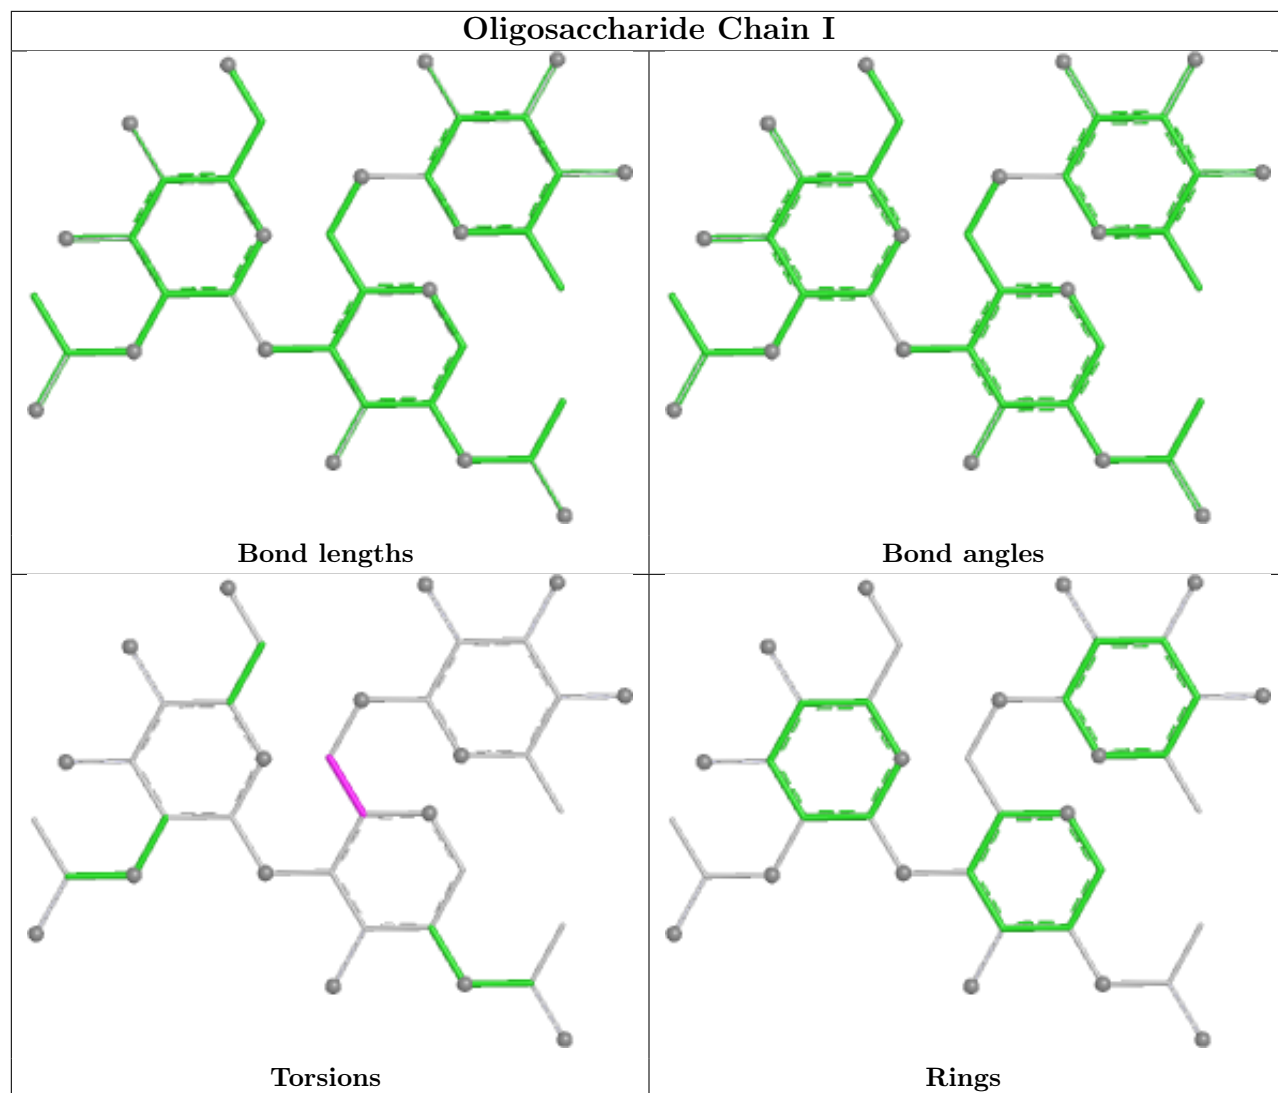 Oligosaccharide Chain I
Bond lengths
Bond angles
Torsions
Rings